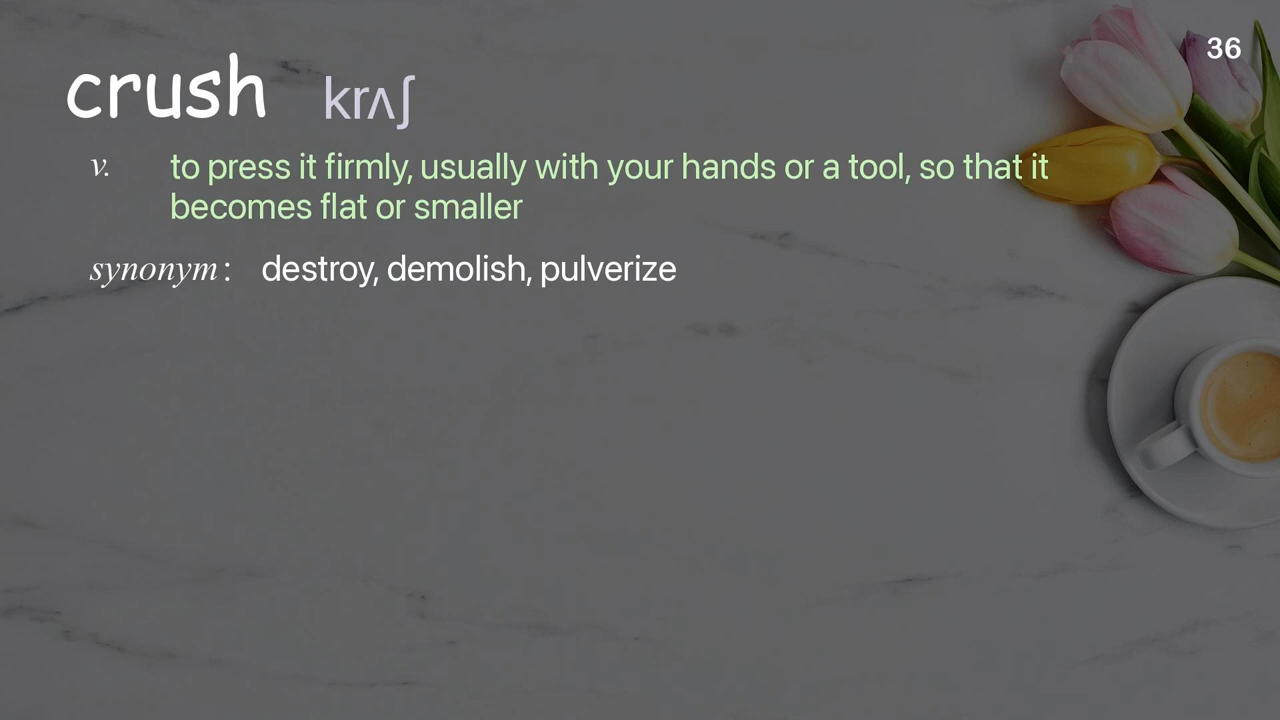 36
crush krʌʃ
v. to press it firmly, usually with your hands or a tool, so that it
becomes flat or smaller
synonym: destroy, demolish, pulverize